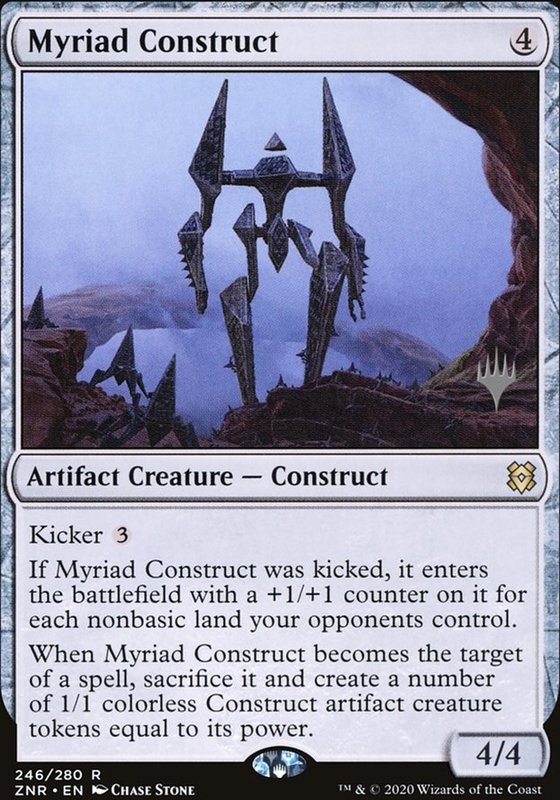 Myriad Construct 4
Artifact Creature — Construct
Kicker 3
If Myriad Construct was kicked, it enters
the battlefield with a +1/+1 counter on it for
each nonbasic land your opponents control.
When Myriad Construct becomes the target
of a spell, sacrifice it and create a number
of 1/1 colorless Construct artifact creature
tokens equal to its power.
4/4
246/280 R
ZNR • EN Chase Stone
™ & © 2020 Wizards of the Coast